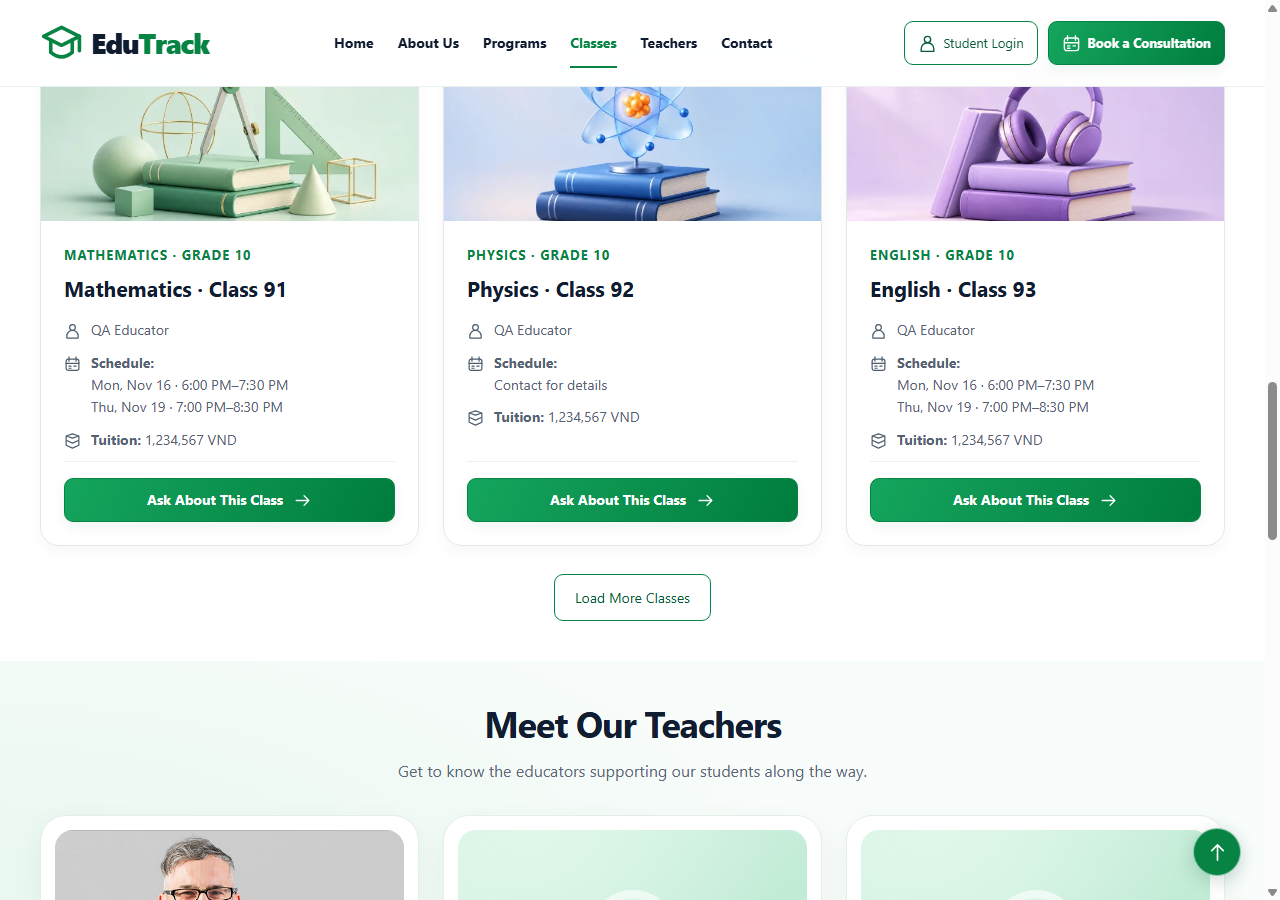 EduTrack
Home
About Us
Programs
Classes
Teachers
Contact
Student Login
Book a Consultation
MATHEMATICS · GRADE 10
Mathematics · Class 91
QA Educator
Schedule:
Mon, Nov 16 · 6:00 PM–7:30 PM
Thu, Nov 19 · 7:00 PM–8:30 PM
Tuition: 1,234,567 VND
Ask About This Class
PHYSICS · GRADE 10
Physics · Class 92
QA Educator
Schedule:
Contact for details
Tuition: 1,234,567 VND
Ask About This Class
ENGLISH · GRADE 10
English · Class 93
QA Educator
Schedule:
Mon, Nov 16 · 6:00 PM–7:30 PM
Thu, Nov 19 · 7:00 PM–8:30 PM
Tuition: 1,234,567 VND
Ask About This Class
Load More Classes
Meet Our Teachers
Get to know the educators supporting our students along the way.